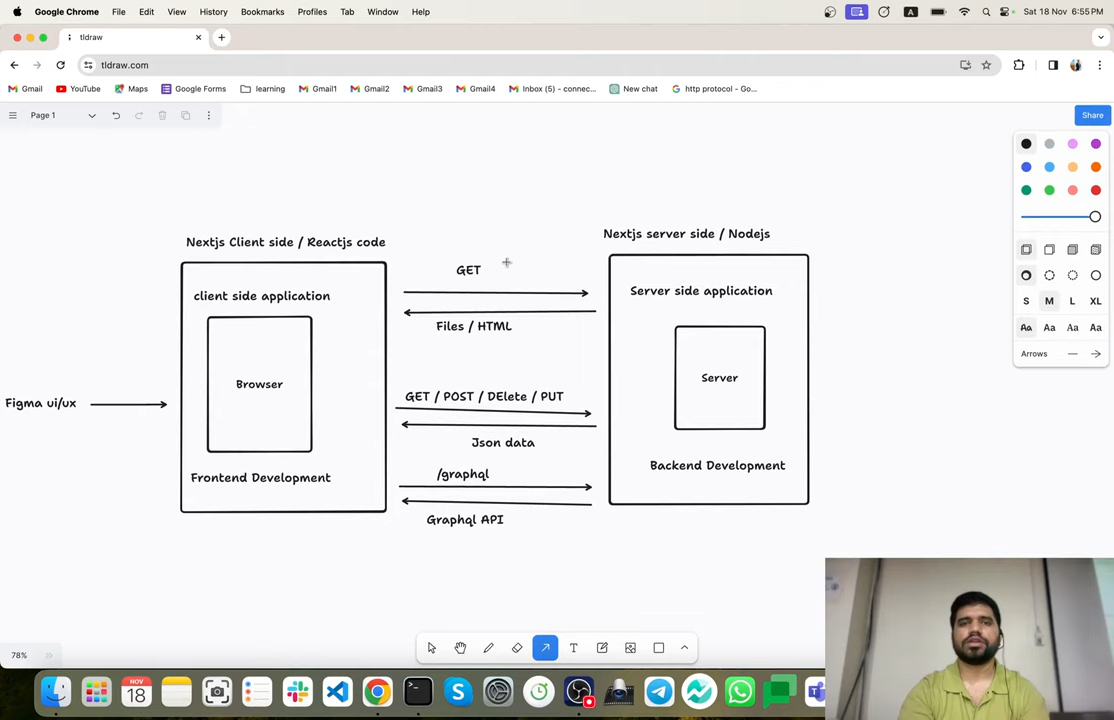 Google Chrome File Edit View History Bookmarks Profiles Tab Window Help A Sat 18 Nov 6:55 PM
tldraw
tldraw.com
Gmail YouTube Maps Google Forms learning Gmail1 Gmail2 Gmail3 Gmail4 Inbox (5) - connec... New chat http protocol - Go...
Page 1 Share
Nextjs Client side / Reactjs code
Nextjs server side / Nodejs
GET
client side application
Server side application
Files / HTML
Browser
Server
Figma ui/ux
GET / POST / DElete / PUT
Json data
Frontend Development
/graphql
Backend Development
Graphql API
S M L XL
Aa Aa Aa Aa
Arrows
T
78%
NOV
18